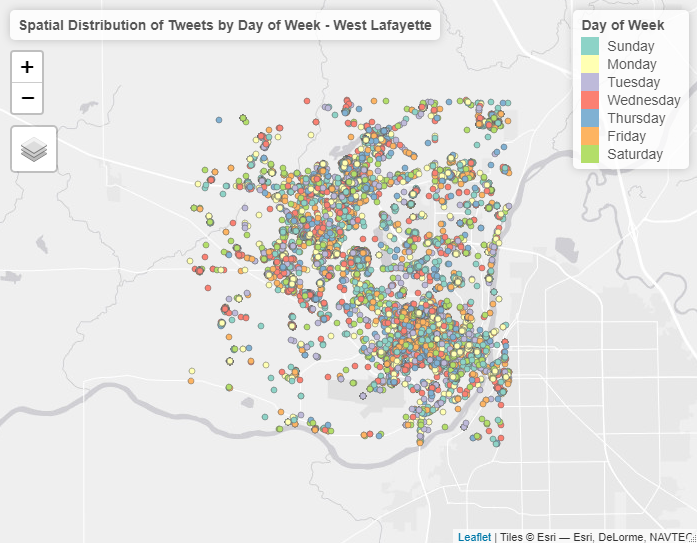 Spatial Distribution of Tweets by Day of Week - West Lafayette
+
−
Day of Week
Sunday
Monday
Tuesday
Wednesday
Thursday
Friday
Saturday
Leaflet | Tiles © Esri — Esri, DeLorme, NAVTEQ